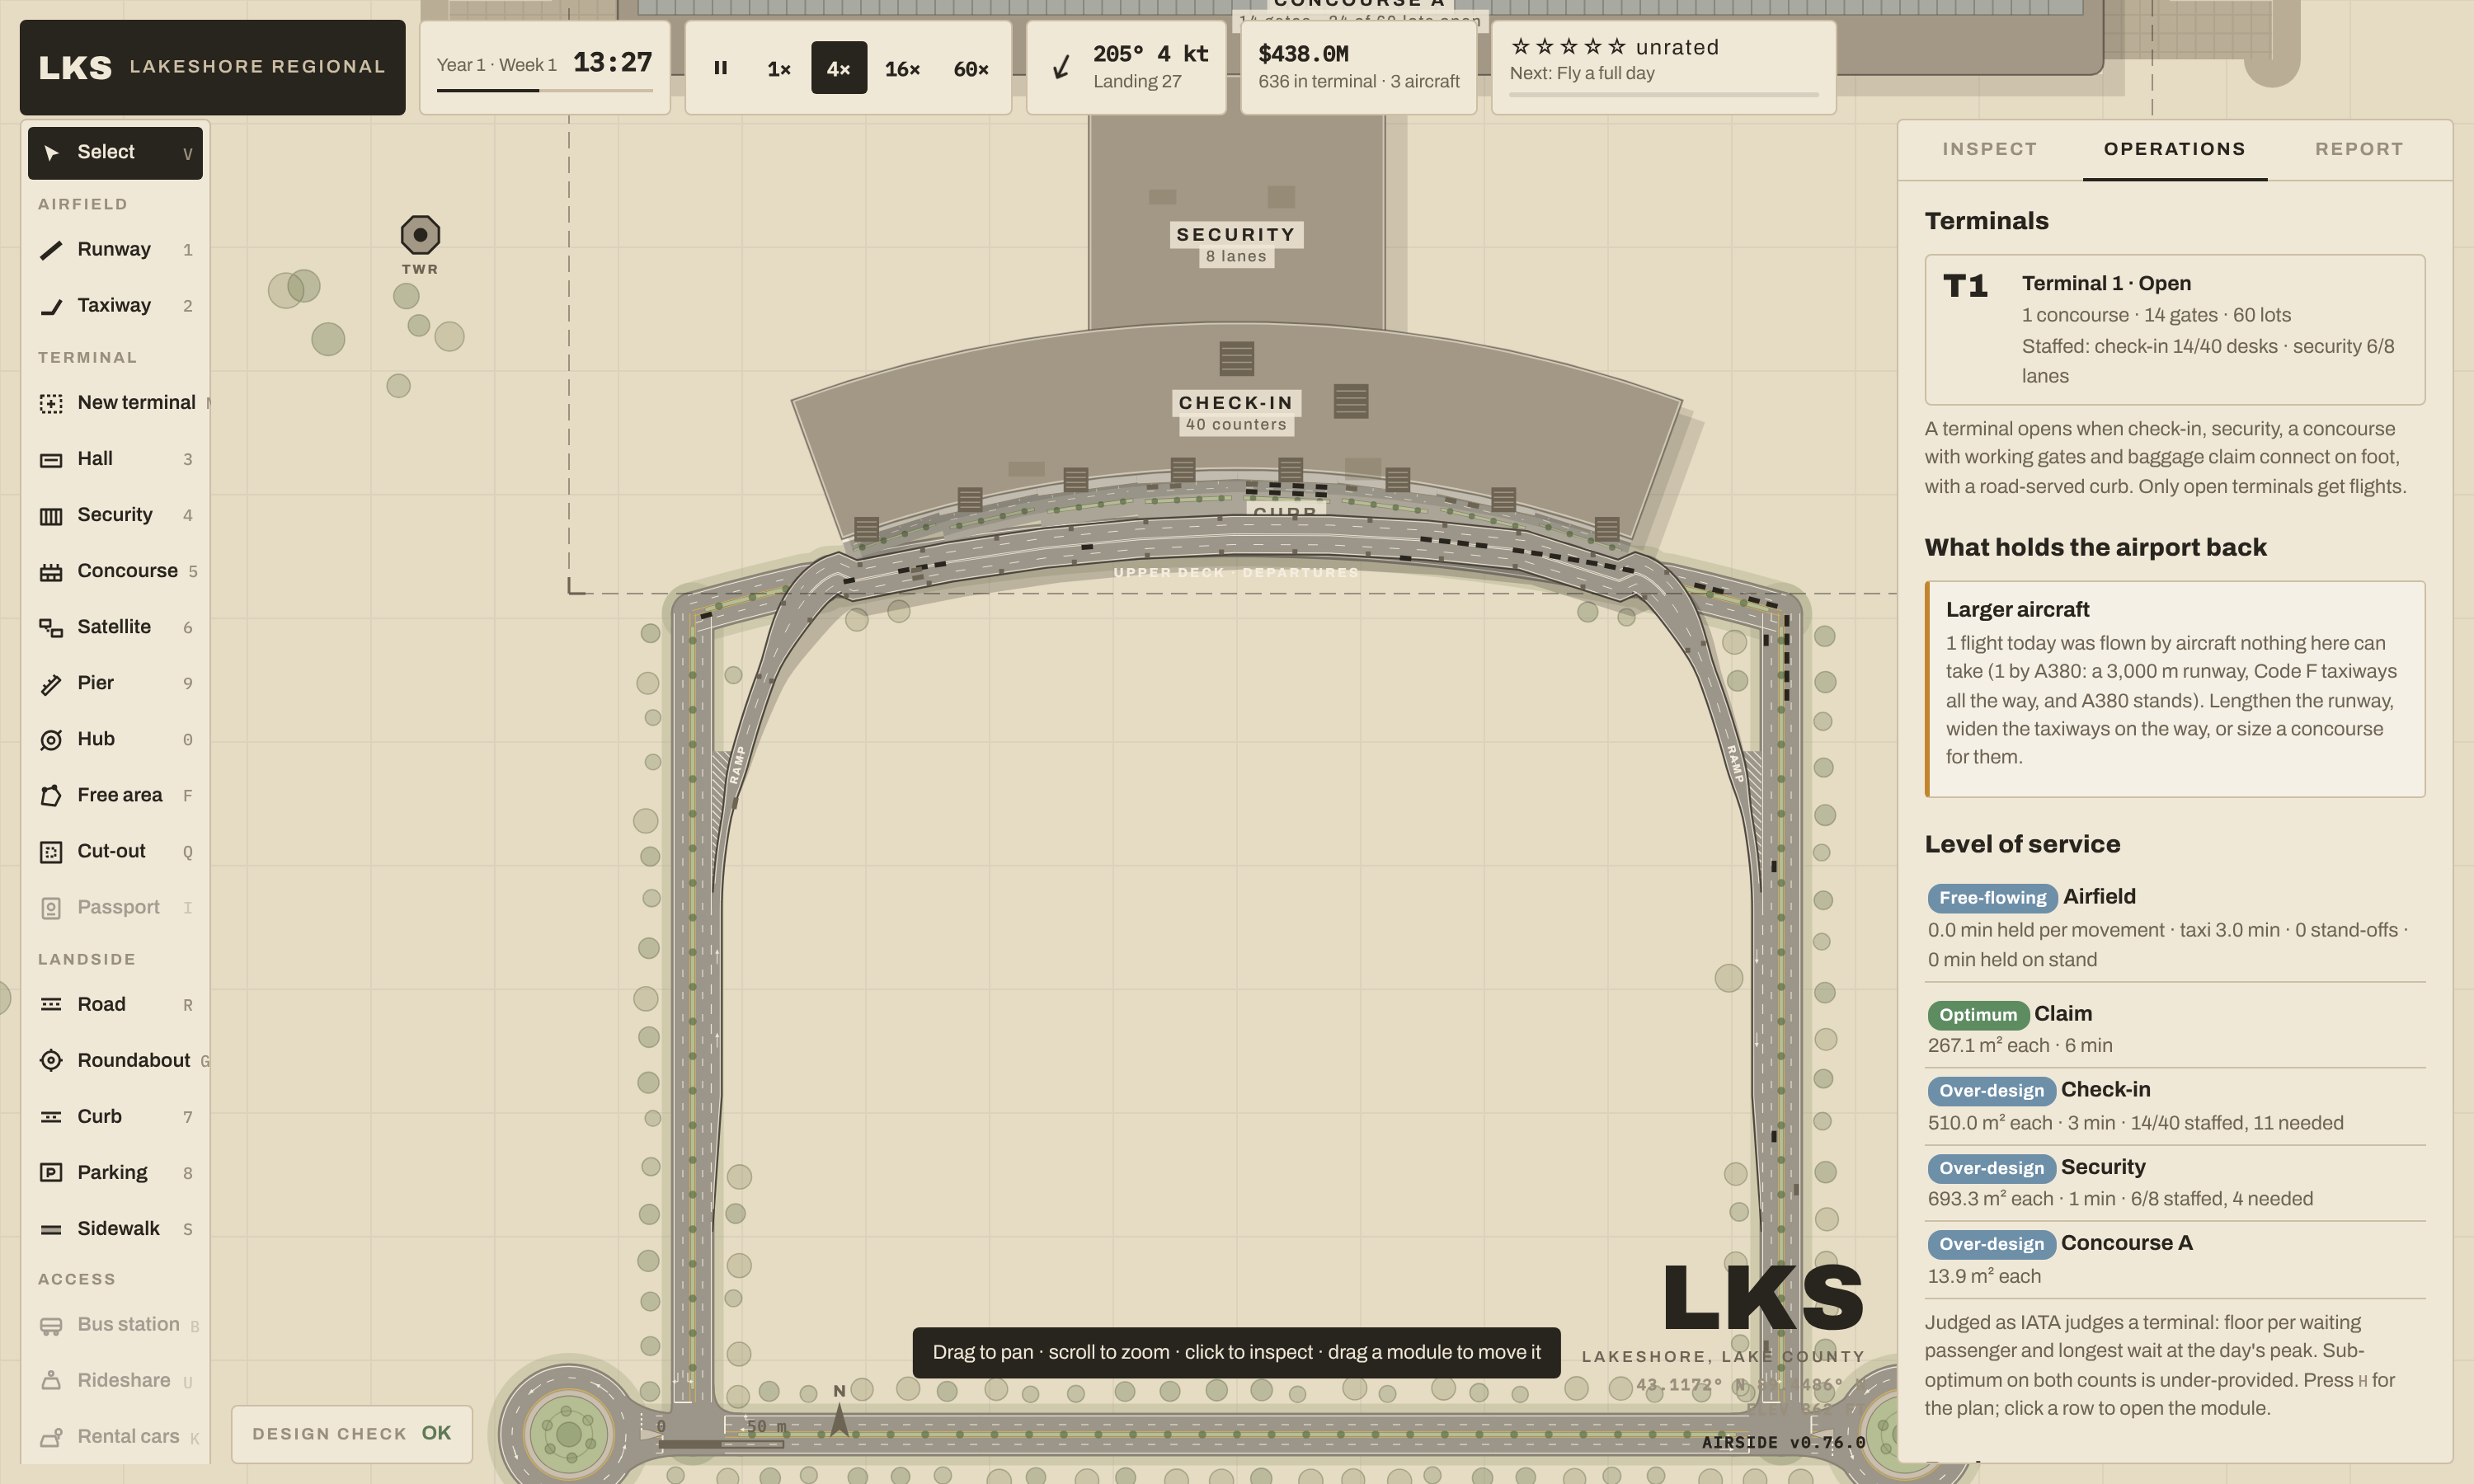 CONCOURSE A
LKS LAKESHORE REGIONAL
Year 1 · Week 1 13:27
1× 4× 16× 60×
205° 4 kt
Landing 27
$438.0M
636 in terminal · 3 aircraft
☆☆☆☆☆ unrated
Next: Fly a full day
Select V
AIRFIELD
Runway 1
Taxiway 2
TERMINAL
New terminal
Hall 3
Security 4
Concourse 5
Satellite 6
Pier 9
Hub 0
Free area F
Cut-out Q
Passport I
LANDSIDE
Road R
Roundabout G
Curb 7
Parking 8
Sidewalk S
ACCESS
Bus station B
Rideshare U
Rental cars K
TWR
SECURITY
8 lanes
CHECK-IN
40 counters
CURB
UPPER DECK · DEPARTURES
RAMP
RAMP
INSPECT OPERATIONS REPORT
Terminals
T1
Terminal 1 · Open
1 concourse · 14 gates · 60 lots
Staffed: check-in 14/40 desks · security 6/8
lanes
A terminal opens when check-in, security, a concourse
with working gates and baggage claim connect on foot,
with a road-served curb. Only open terminals get flights.
What holds the airport back
Larger aircraft
1 flight today was flown by aircraft nothing here can
take (1 by A380: a 3,000 m runway, Code F taxiways
all the way, and A380 stands). Lengthen the runway,
widen the taxiways on the way, or size a concourse
for them.
Level of service
Free-flowing Airfield
0.0 min held per movement · taxi 3.0 min · 0 stand-offs ·
0 min held on stand
Optimum Claim
267.1 m² each · 6 min
Over-design Check-in
510.0 m² each · 3 min · 14/40 staffed, 11 needed
Over-design Security
693.3 m² each · 1 min · 6/8 staffed, 4 needed
Over-design Concourse A
13.9 m² each
Judged as IATA judges a terminal: floor per waiting
passenger and longest wait at the day's peak. Sub-
optimum on both counts is under-provided. Press H for
the plan; click a row to open the module.
LKS
LAKESHORE, LAKE COUNTY
43.1172° N
AIRSIDE v0.76.0
Drag to pan · scroll to zoom · click to inspect · drag a module to move it
DESIGN CHECK OK
0 50 m
N